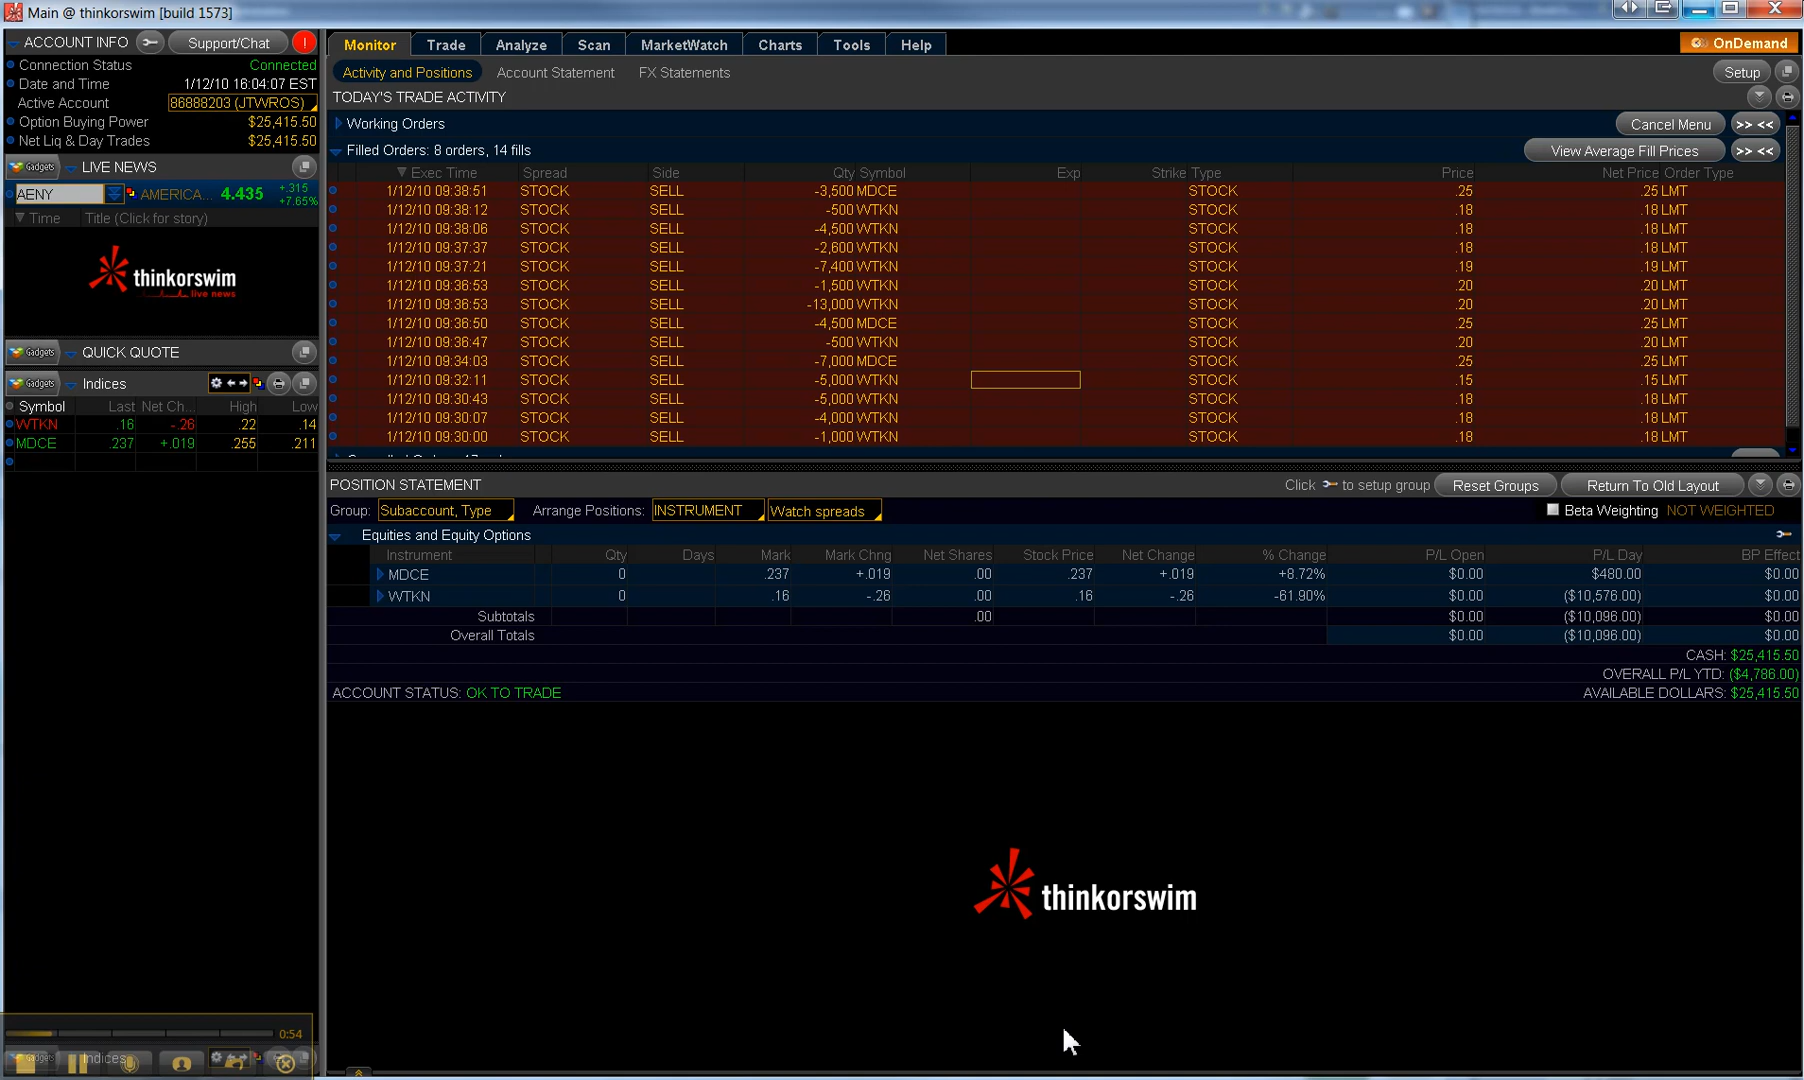 Main @ thinkorswim [build 1573]
ACCOUNT INFO Support/Chat !
Connection Status Connected
Date and Time 1/12/10 16:04:07 EST
Active Account 86888203 (JTWROS)
Option Buying Power $25,415.50
Net Liq & Day Trades $25,415.50
Gadgets LIVE NEWS
AENY AMERICA... 4.435 +.315 +7.65%
Time Title (Click for story)
thinkorswim
live news
Gadgets QUICK QUOTE
Gadgets Indices
Symbol Last Net Ch... High Low
WTKN .16 -.26 .22 .14
MDCE .237 +.019 .255 .211
Monitor Trade Analyze Scan MarketWatch Charts Tools Help OnDemand
Activity and Positions Account Statement FX Statements Setup
TODAY'S TRADE ACTIVITY
Working Orders Cancel Menu >> <<
Filled Orders: 8 orders, 14 fills View Average Fill Prices >> <<
Exec Time Spread Side Qty Symbol Exp Strike Type Price Net Price Order Type
1/12/10 09:38:51 STOCK SELL -3,500 MDCE STOCK .25 .25 LMT
1/12/10 09:38:12 STOCK SELL -500 WTKN STOCK .18 .18 LMT
1/12/10 09:38:06 STOCK SELL -4,500 WTKN STOCK .18 .18 LMT
1/12/10 09:37:37 STOCK SELL -2,600 WTKN STOCK .18 .18 LMT
1/12/10 09:37:21 STOCK SELL -7,400 WTKN STOCK .19 .19 LMT
1/12/10 09:36:53 STOCK SELL -1,500 WTKN STOCK .20 .20 LMT
1/12/10 09:36:53 STOCK SELL -13,000 WTKN STOCK .20 .20 LMT
1/12/10 09:36:50 STOCK SELL -4,500 MDCE STOCK .25 .25 LMT
1/12/10 09:36:47 STOCK SELL -500 WTKN STOCK .20 .20 LMT
1/12/10 09:34:03 STOCK SELL -7,000 MDCE STOCK .25 .25 LMT
1/12/10 09:32:11 STOCK SELL -5,000 WTKN STOCK .15 .15 LMT
1/12/10 09:30:43 STOCK SELL -5,000 WTKN STOCK .18 .18 LMT
1/12/10 09:30:07 STOCK SELL -4,000 WTKN STOCK .18 .18 LMT
1/12/10 09:30:00 STOCK SELL -1,000 WTKN STOCK .18 .18 LMT
POSITION STATEMENT Click to setup group Reset Groups Return To Old Layout
Group: Subaccount, Type Arrange Positions: INSTRUMENT Watch spreads Beta Weighting NOT WEIGHTED
Equities and Equity Options
Instrument Qty Days Mark Mark Chng Net Shares Stock Price Net Change % Change P/L Open P/L Day BP Effect
MDCE 0 .237 +.019 .00 .237 +.019 +8.72% $0.00 $480.00 $0.00
WTKN 0 .16 -.26 .00 .16 -.26 -61.90% $0.00 ($10,576.00) $0.00
Subtotals .00 $0.00 ($10,096.00) $0.00
Overall Totals $0.00 ($10,096.00) $0.00
CASH: $25,415.50
OVERALL P/L YTD: ($4,786.00)
ACCOUNT STATUS: OK TO TRADE AVAILABLE DOLLARS: $25,415.50
thinkorswim
0:54
Gadgets Indices